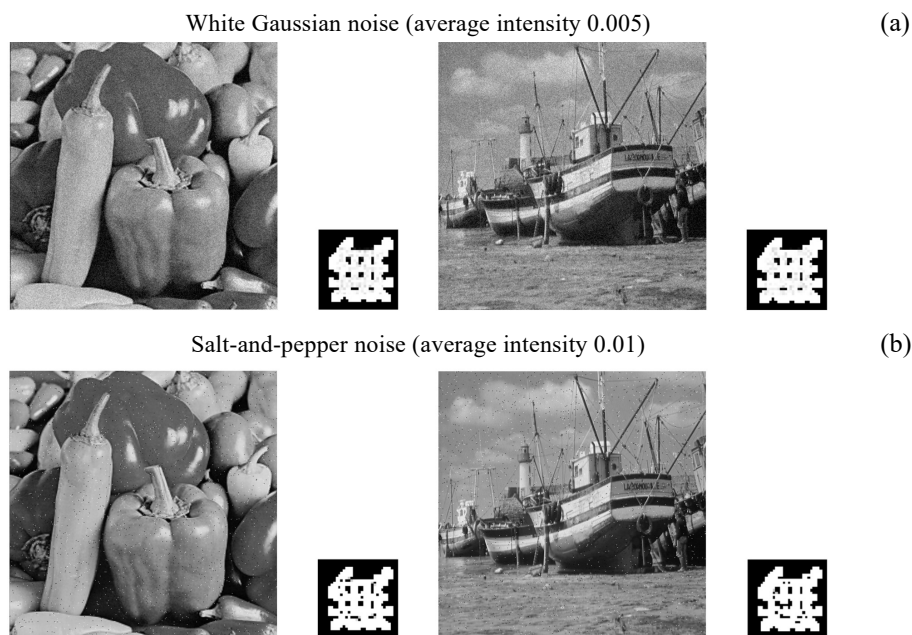 White Gaussian noise (average intensity 0.005)
(a)
Salt-and-pepper noise (average intensity 0.01)
(b)